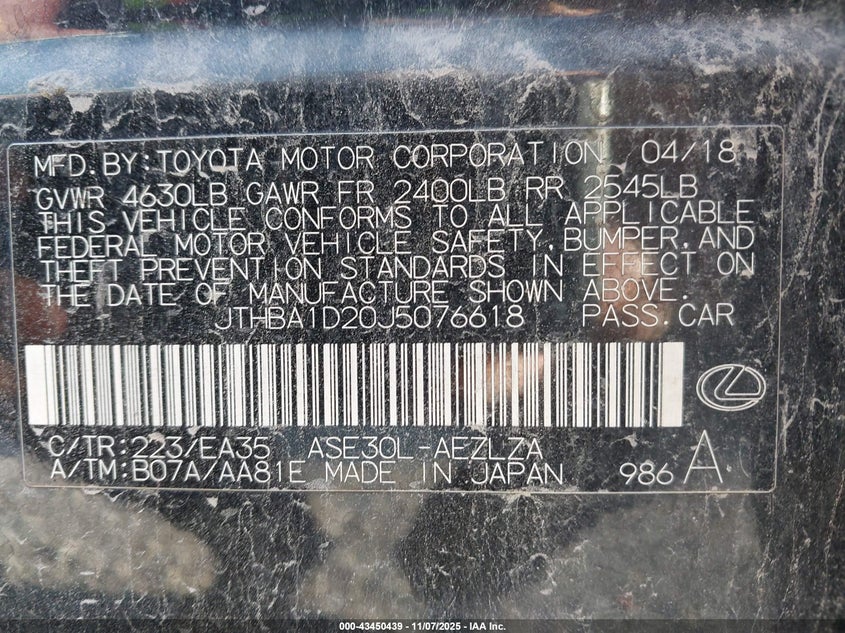 MFD.BY:TOYOTA MOTOR CORPORATION 04/18
GVWR 4630LB GAWR FR 2400LB RR 2545LB
THIS VEHICLE CONFORMS TO ALL APPLICABLE
FEDERAL MOTOR VEHICLE SAFETY,BUMPER,AND
THEFT PREVENTION STANDARDS IN EFFECT ON
THE DATE OF MANUFACTURE SHOWN ABOVE.
JTHBA1D20J5076618 PASS.CAR
C/TR:223/EA35 ASE30L-AEZLZA
A/TM:B07A/AA81E MADE IN JAPAN 986 A
000-43450439 - 11/07/2025 - IAA Inc.